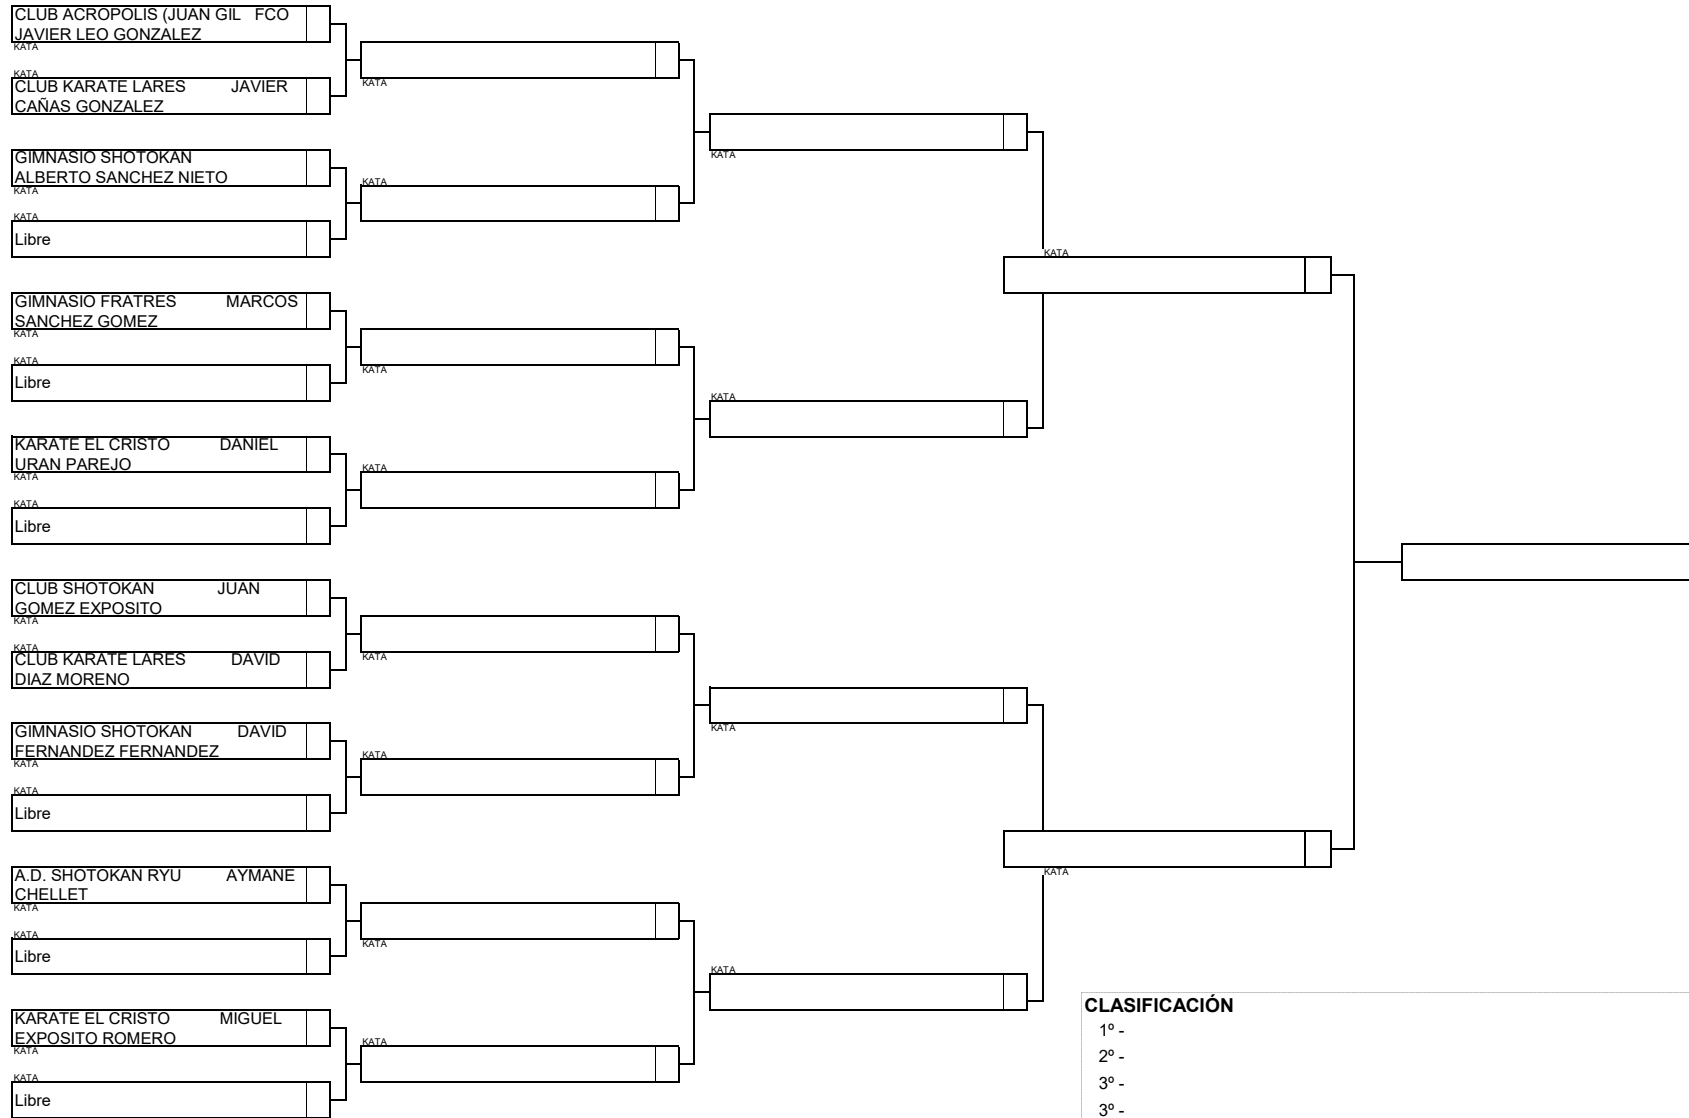 CLUB ACROPOLIS (JUAN GIL FCO
JAVIER LEO GONZALEZ
KATA
KATA
CLUB KARATE LARES JAVIER
CAÑAS GONZALEZ
GIMNASIO SHOTOKAN
ALBERTO SANCHEZ NIETO
KATA
KATA
Libre
GIMNASIO FRATRES MARCOS
SANCHEZ GOMEZ
KATA
KATA
Libre
KARATE EL CRISTO DANIEL
URAN PAREJO
KATA
KATA
Libre
CLUB SHOTOKAN JUAN
GOMEZ EXPOSITO
KATA
KATA
CLUB KARATE LARES DAVID
DIAZ MORENO
GIMNASIO SHOTOKAN DAVID
FERNANDEZ FERNANDEZ
KATA
KATA
Libre
A.D. SHOTOKAN RYU AYMANE
CHELLET
KATA
KATA
Libre
KARATE EL CRISTO MIGUEL
EXPOSITO ROMERO
KATA
KATA
Libre
KATA
KATA
KATA
KATA
KATA
KATA
KATA
KATA
KATA
KATA
KATA
KATA
KATA
KATA
CLASIFICACIÓN
1º -
2º -
3º -
3º -